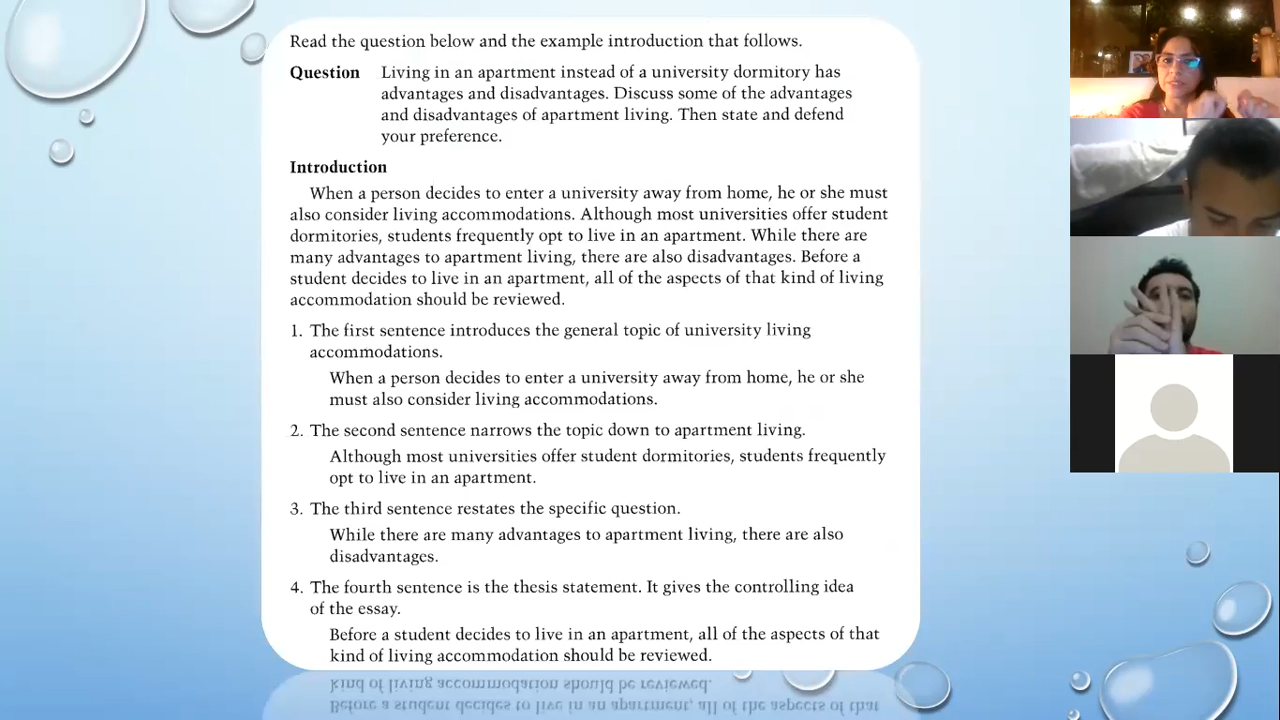 Read the question below and the example introduction that follows.
Question Living in an apartment instead of a university dormitory has
advantages and disadvantages. Discuss some of the advantages
and disadvantages of apartment living. Then state and defend
your preference.
Introduction
When a person decides to enter a university away from home, he or she must
also consider living accommodations. Although most universities offer student
dormitories, students frequently opt to live in an apartment. While there are
many advantages to apartment living, there are also disadvantages. Before a
student decides to live in an apartment, all of the aspects of that kind of living
accommodation should be reviewed.
1. The first sentence introduces the general topic of university living
accommodations.
When a person decides to enter a university away from home, he or she
must also consider living accommodations.
2. The second sentence narrows the topic down to apartment living.
Although most universities offer student dormitories, students frequently
opt to live in an apartment.
3. The third sentence restates the specific question.
While there are many advantages to apartment living, there are also
disadvantages.
4. The fourth sentence is the thesis statement. It gives the controlling idea
of the essay.
Before a student decides to live in an apartment, all of the aspects of that
kind of living accommodation should be reviewed.